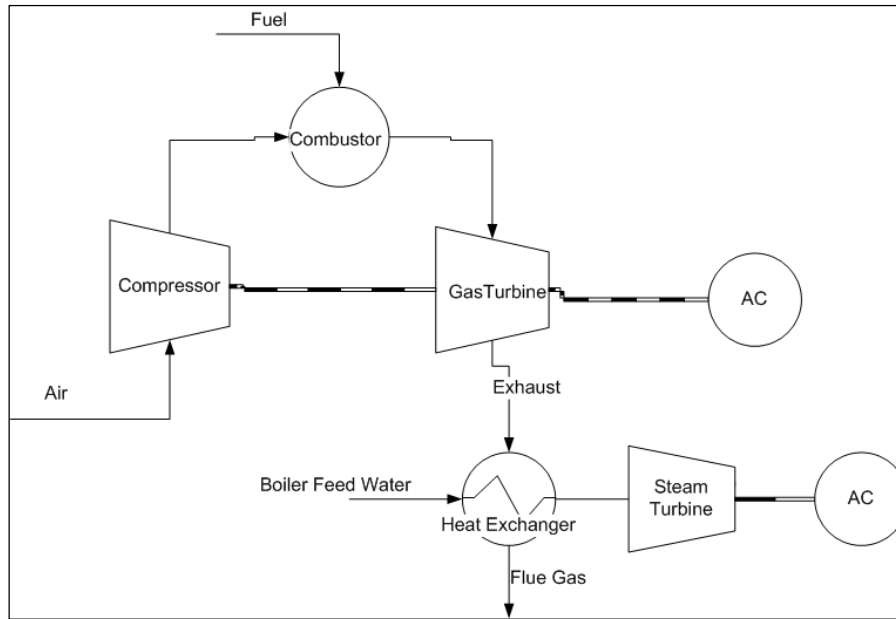 Fuel
Combustor
Compressor
GasTurbine
AC
Air
Exhaust
Boiler Feed Water
Heat Exchanger
Steam
Turbine
AC
Flue Gas